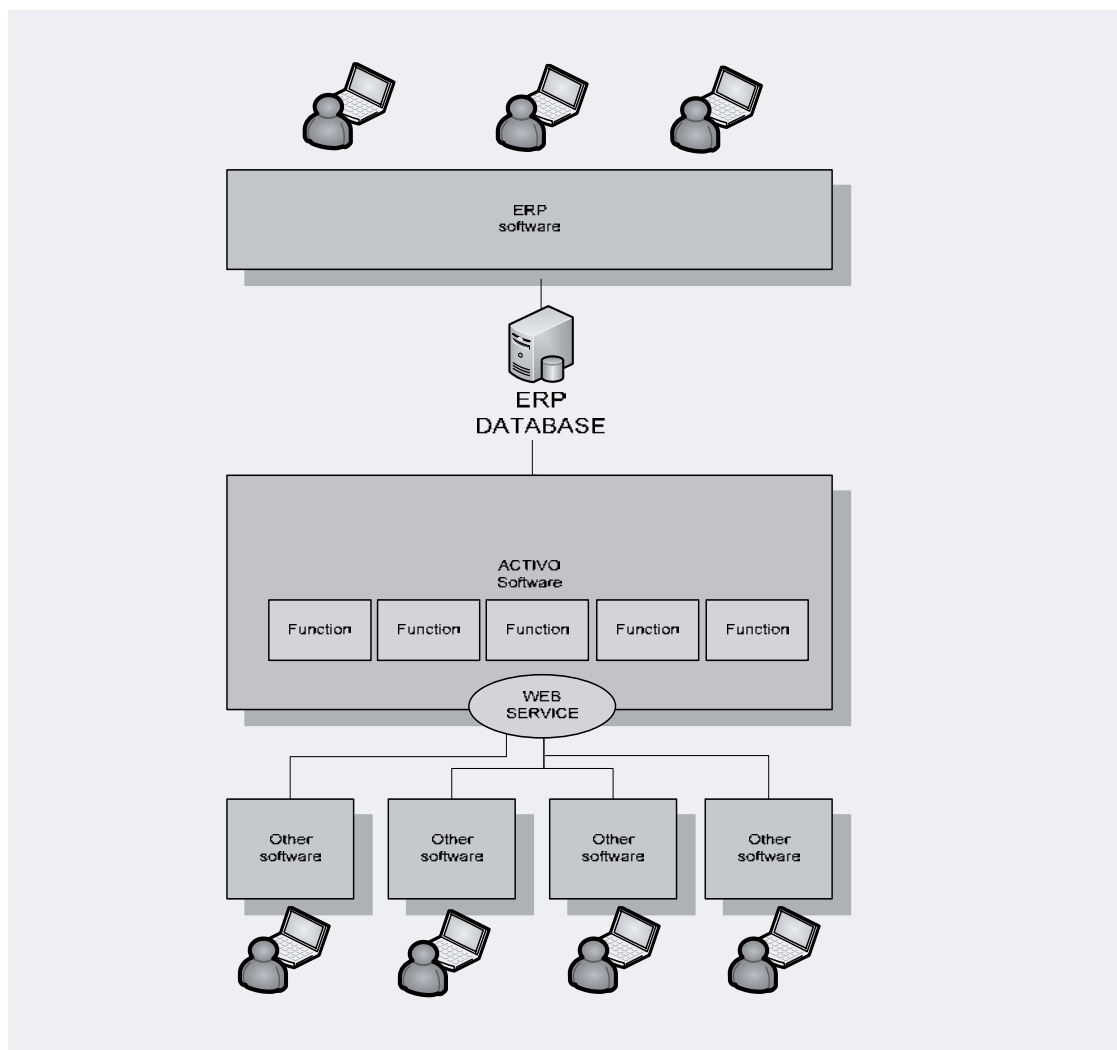 ERP
software
ERP
DATABASE
ACTIVO
Software
Function
Function
Function
Function
Function
WEB
SERVICE
Other
software
Other
software
Other
software
Other
software